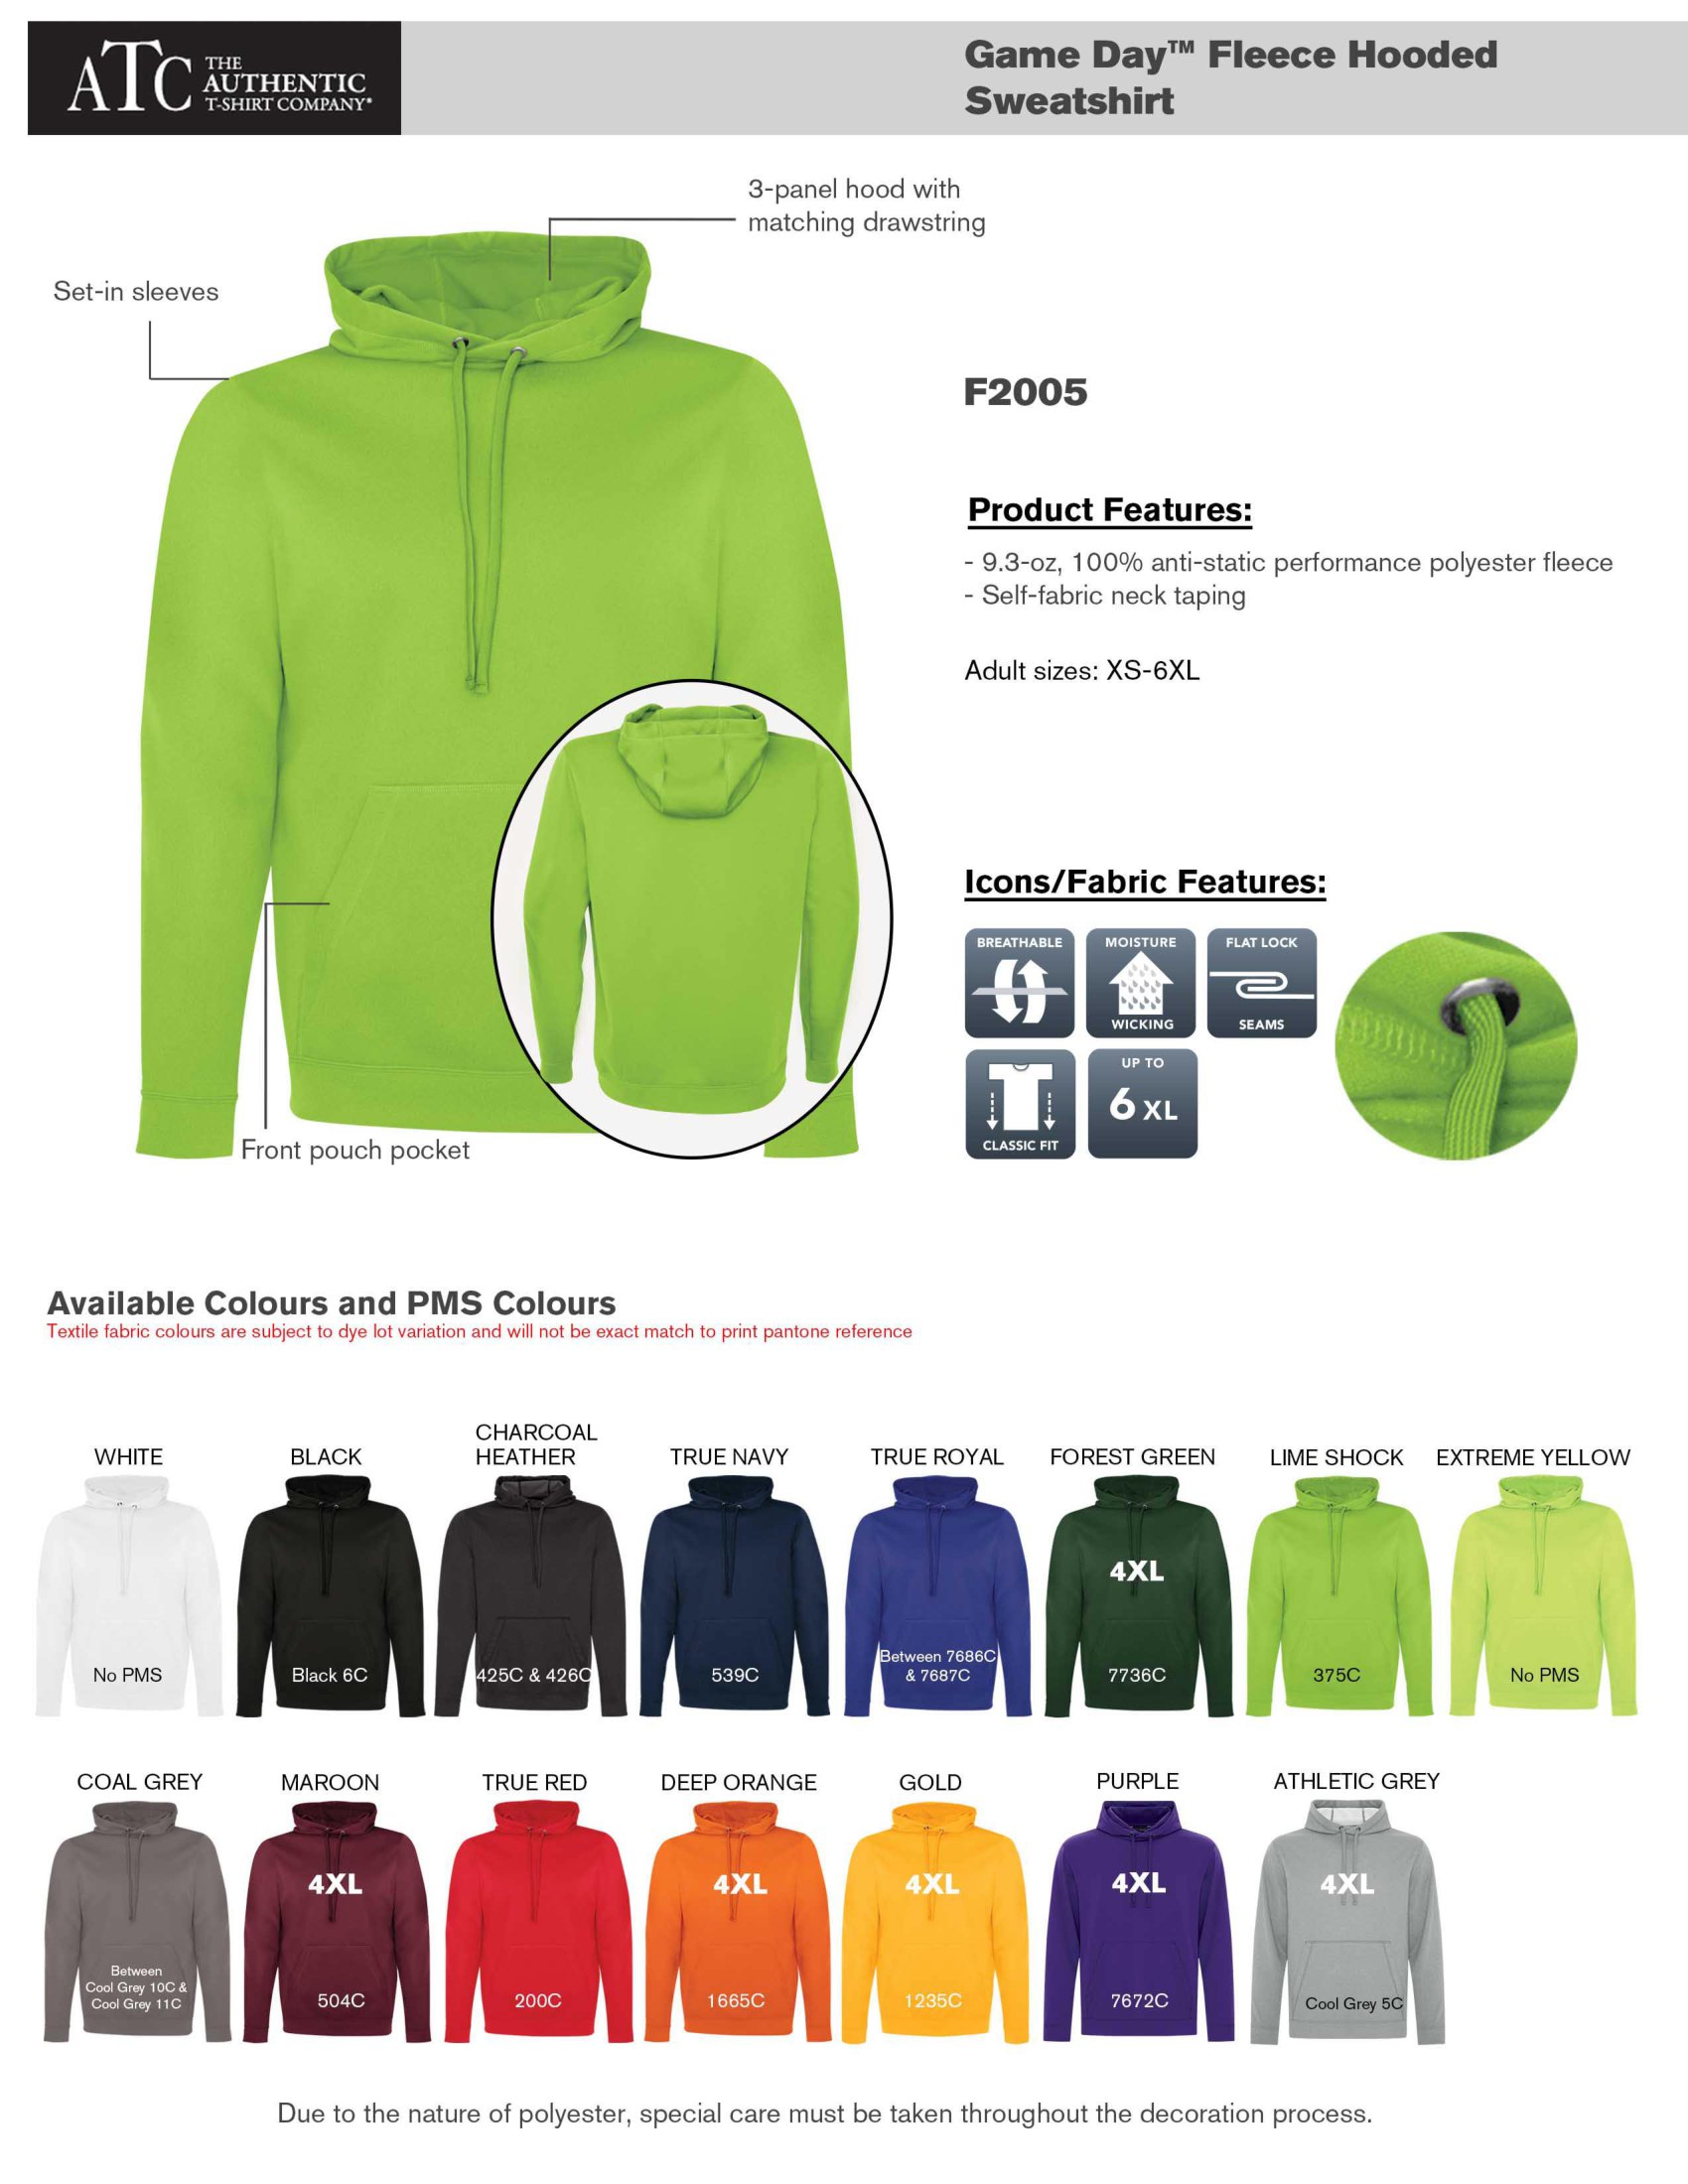 ATC THE
AUTHENTIC
T-SHIRT COMPANY®
Game Day™ Fleece Hooded
Sweatshirt
3-panel hood with
matching drawstring
Set-in sleeves
F2005
Product Features:
- 9.3-oz, 100% anti-static performance polyester fleece
- Self-fabric neck taping
Adult sizes: XS-6XL
Icons/Fabric Features:
BREATHABLE
MOISTURE
WICKING
FLAT LOCK
SEAMS
CLASSIC FIT
UP TO
6 XL
Front pouch pocket
Available Colours and PMS Colours
Textile fabric colours are subject to dye lot variation and will not be exact match to print pantone reference
WHITE
No PMS
BLACK
Black 6C
CHARCOAL
HEATHER
425C & 426C
TRUE NAVY
539C
TRUE ROYAL
Between 7686C
& 7687C
FOREST GREEN
4XL
7736C
LIME SHOCK
375C
EXTREME YELLOW
No PMS
COAL GREY
Between
Cool Grey 10C &
Cool Grey 11C
MAROON
4XL
504C
TRUE RED
200C
DEEP ORANGE
4XL
1665C
GOLD
4XL
1235C
PURPLE
4XL
7672C
ATHLETIC GREY
4XL
Cool Grey 5C
Due to the nature of polyester, special care must be taken throughout the decoration process.